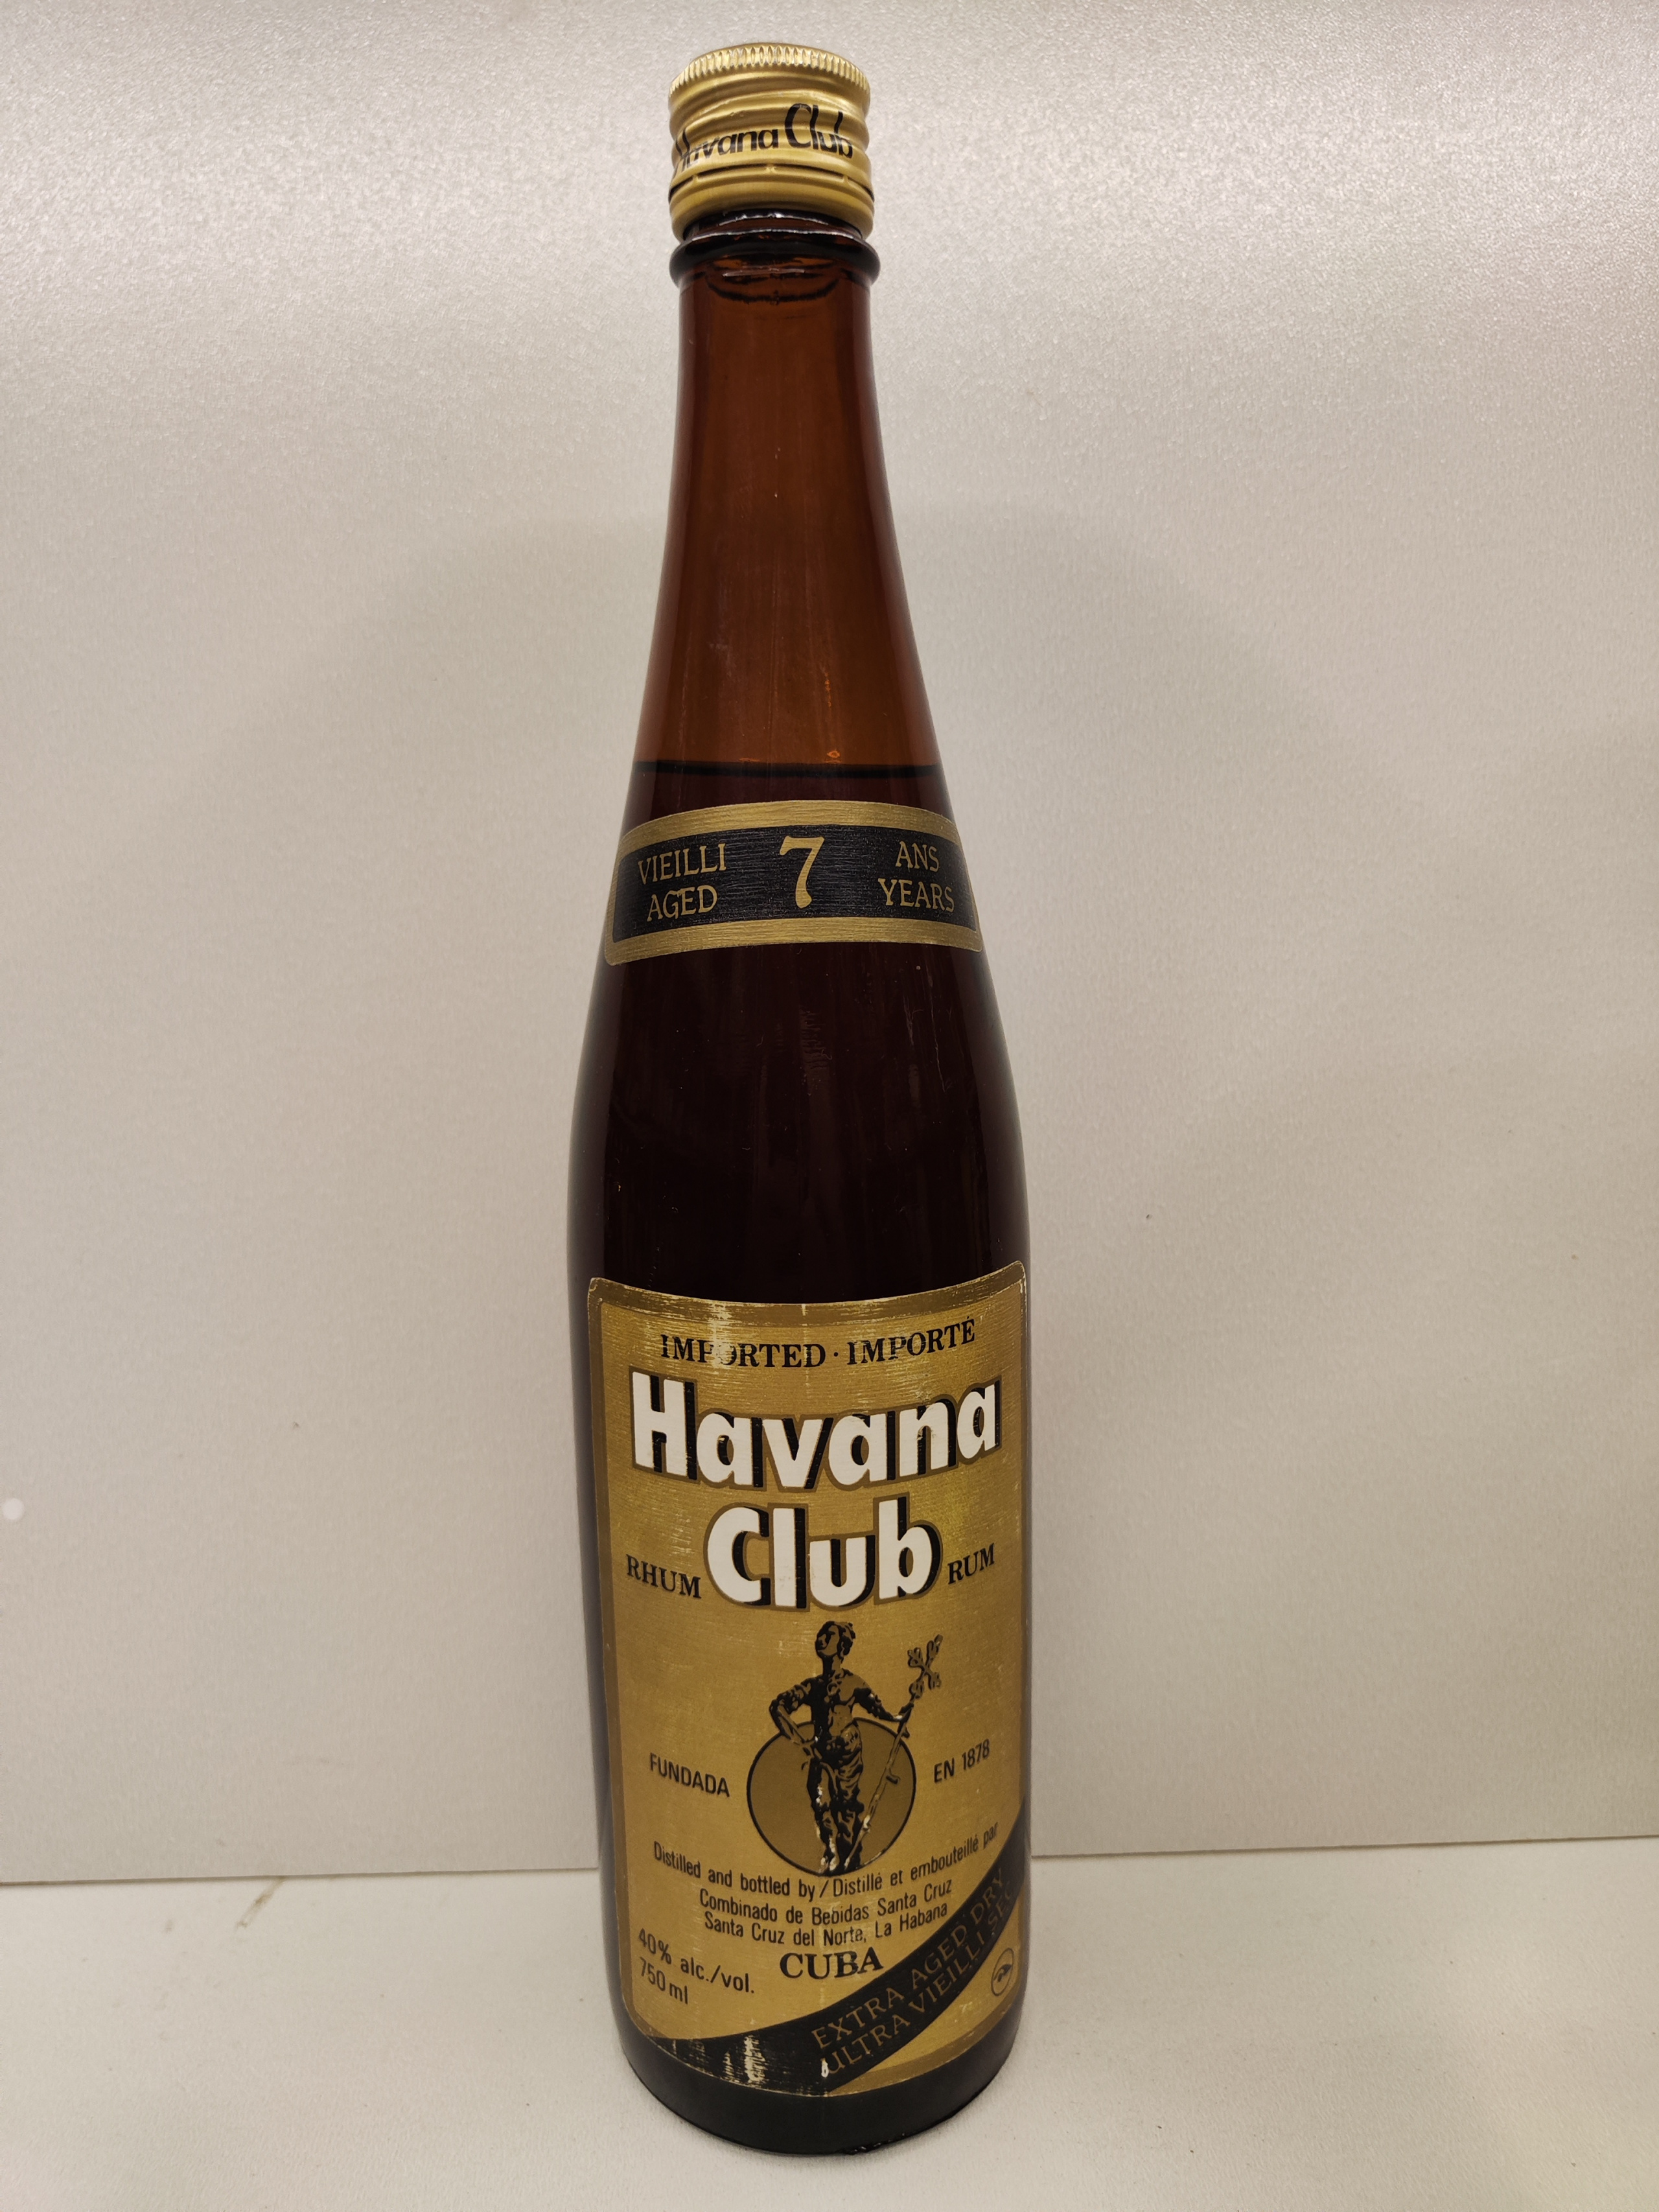 Havana Club
VIEILLI 7 ANS
AGED YEARS
IMPORTED · IMPORTÉ
Havana
Club
RHUM RUM
FUNDADA EN 1878
Distilled and bottled by / Distillé et embouteillé par
Combinado de Bebidas Santa Cruz
Santa Cruz del Norte, La Habana
CUBA
40% alc./vol.
750 ml
EXTRA AGED DRY
ULTRA VIEILLI SEC